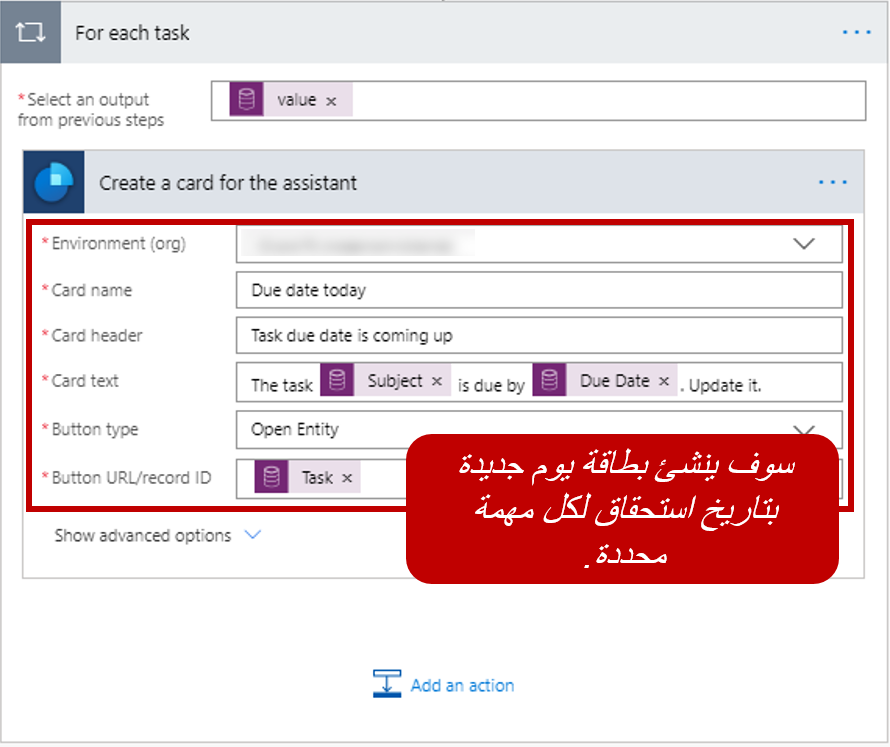 For each task
*Select an output
from previous steps
value ×
Create a card for the assistant
*Environment (org)
*Card name
Due date today
*Card header
Task due date is coming up
*Card text
The task Subject × is due by Due Date × . Update it.
*Button type
Open Entity
*Button URL/record ID
Task ×
سوف ينشئ بطاقة يوم جديدة
بتاريخ استحقاق لكل مهمة
محددة.
Show advanced options
Add an action